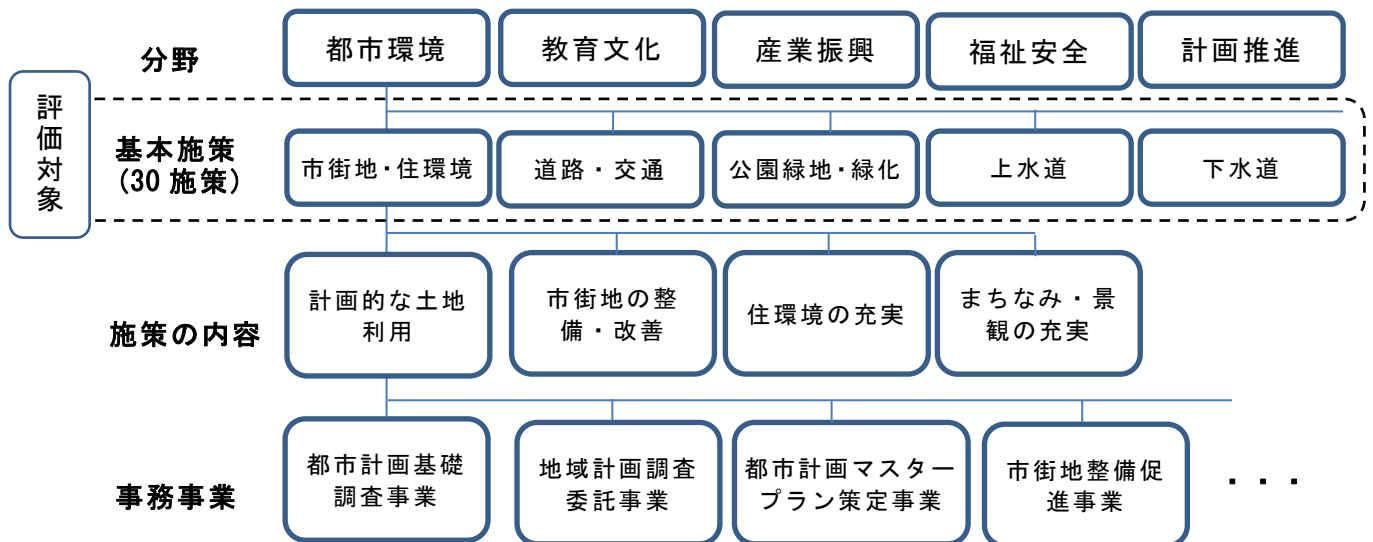 分野
都市環境
教育文化
産業振興
福祉安全
計画推進
評
価
対
象
基本施策
(30 施策)
市街地・住環境
道路・交通
公園緑地・緑化
上水道
下水道
施策の内容
計画的な土地
利用
市街地の整
備・改善
住環境の充実
まちなみ・景
観の充実
事務事業
都市計画基礎
調査事業
地域計画調査
委託事業
都市計画マスター
プラン策定事業
市街地整備促
進事業
・・・